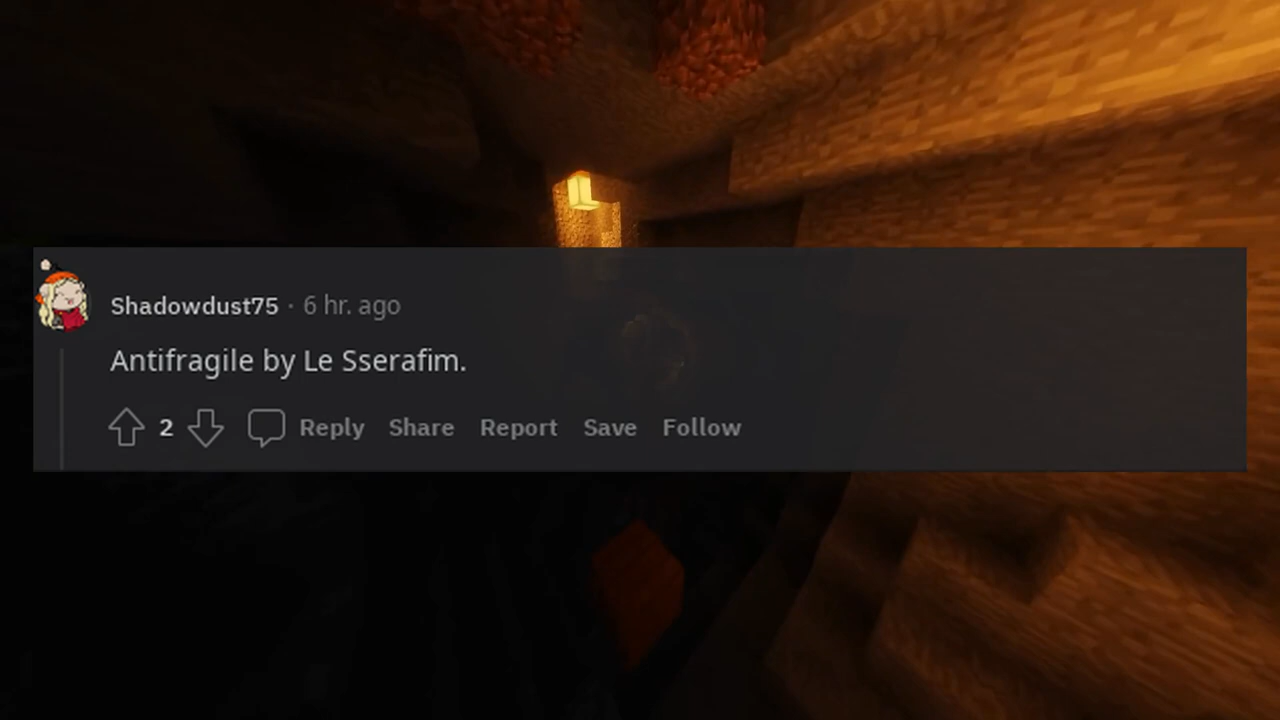 Shadowdust75 · 6 hr. ago
Antifragile by Le Sserafim.
2 Reply Share Report Save Follow